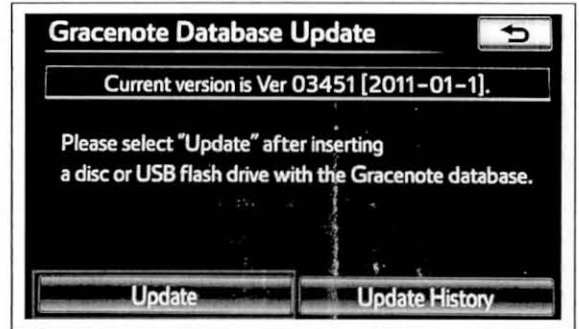 Gracenote Database Update
Current version is Ver 03451 [2011-01-1].
Please select "Update" after inserting
a disc or USB flash drive with the Gracenote database.
Update
Update History